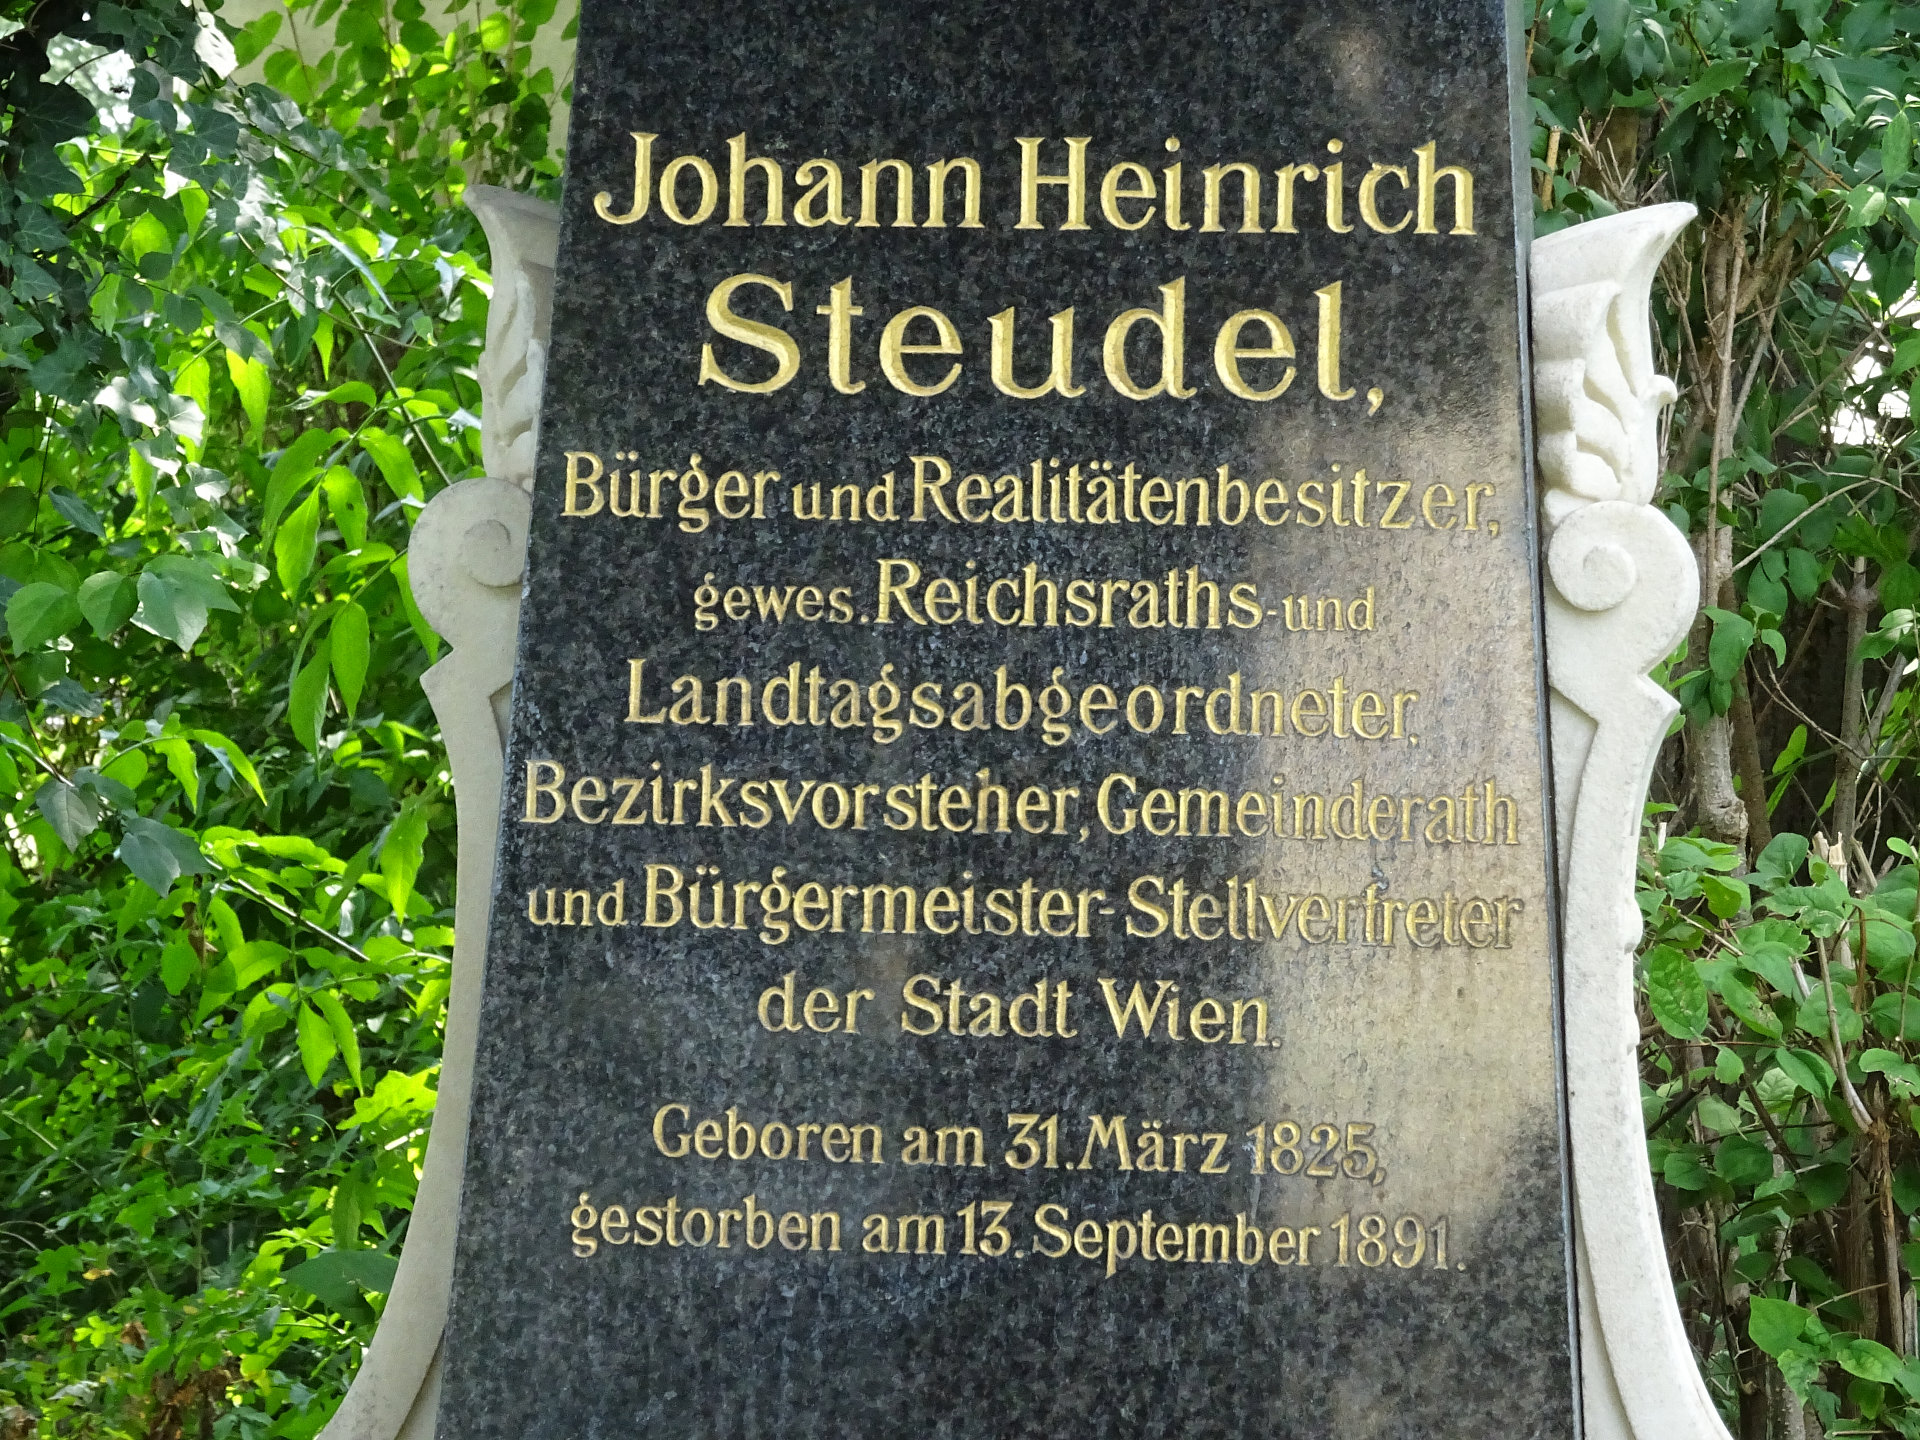 Johann Heinrich
Steudel,
Bürger und Realitätenbesitzer,
gewes. Reichsraths- und
Landtagsabgeordneter,
Bezirksvorsteher, Gemeinderath
und Bürgermeister-Stellvertreter
der Stadt Wien.
Geboren am 31. März 1825,
gestorben am 13. September 1891.